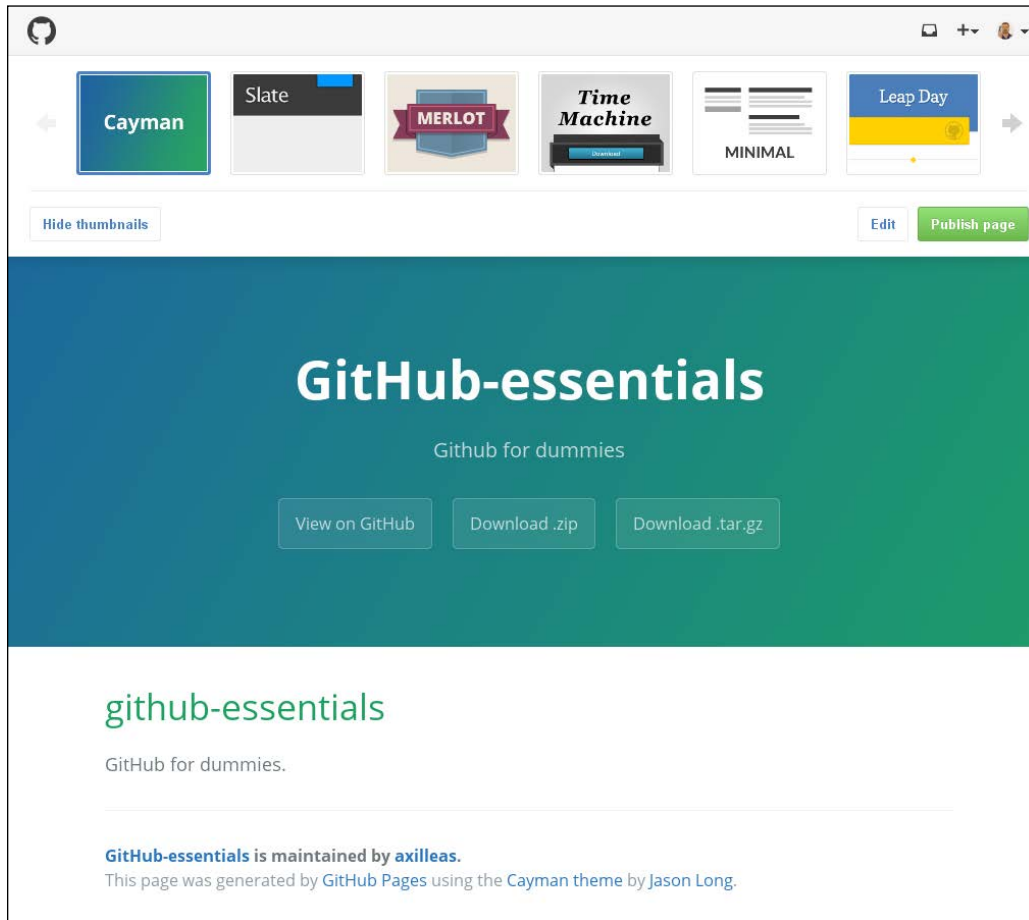 Cayman
Slate
MERLOT
Time
Machine
Download
MINIMAL
Leap Day
Hide thumbnails
Edit
Publish page
GitHub-essentials
Github for dummies
View on GitHub
Download .zip
Download .tar.gz
github-essentials
GitHub for dummies.
GitHub-essentials is maintained by axilleas.
This page was generated by GitHub Pages using the Cayman theme by Jason Long.